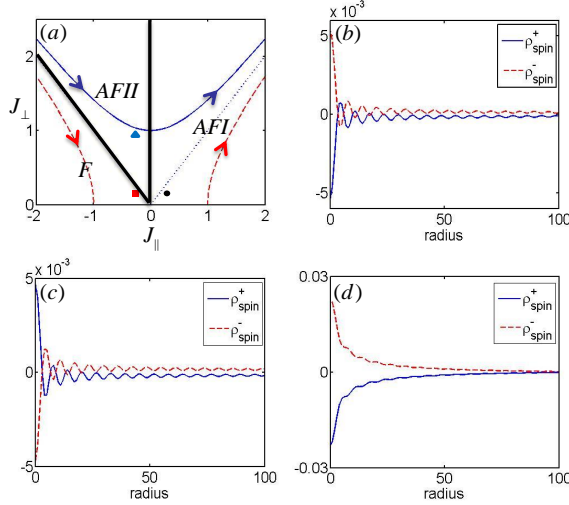 (a)
2
1
0
-2
-1
0
1
2
J⊥
J∥
AFII
AFI
F
(b)
5
x 10⁻³
0
-5
0
50
100
radius
ρ⁺spin
ρ⁻spin
(c)
5
x 10⁻³
0
-5
0
50
100
radius
ρ⁺spin
ρ⁻spin
(d)
0.03
0
-0.03
0
50
100
radius
ρ⁺spin
ρ⁻spin